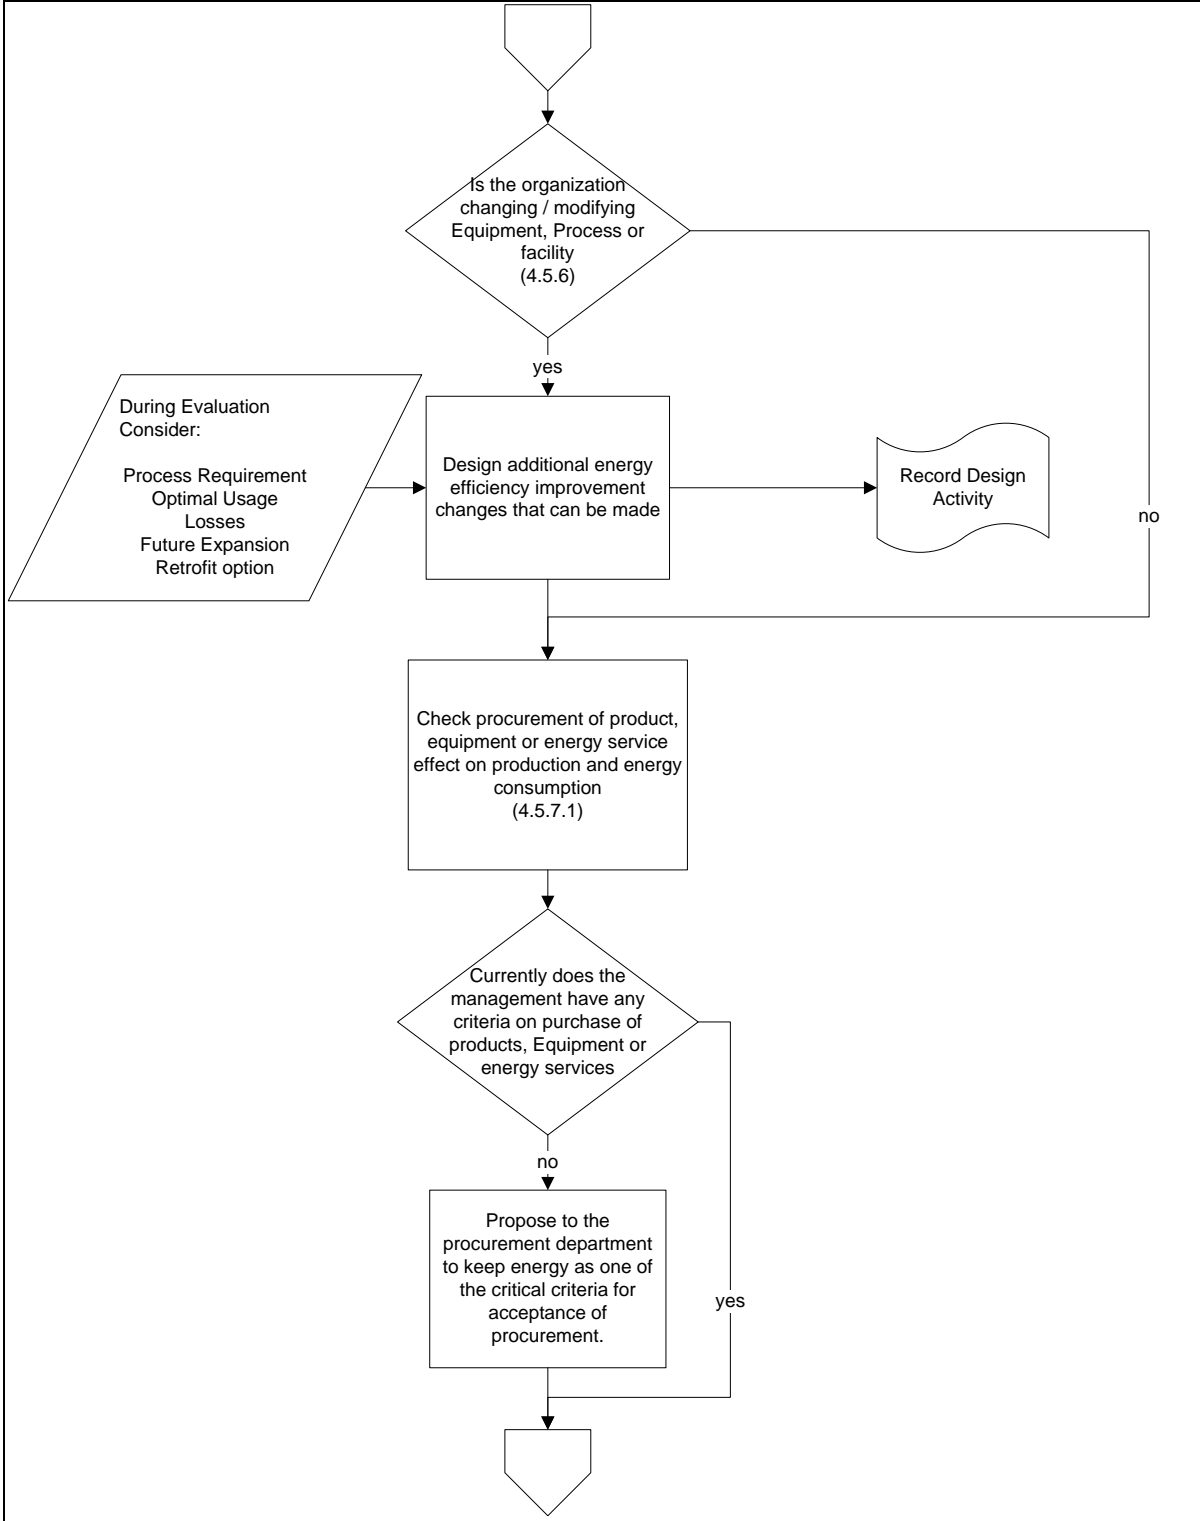 Is the organization
changing / modifying
Equipment, Process or
facility
(4.5.6)
yes
no
During Evaluation
Consider:
Process Requirement
Optimal Usage
Losses
Future Expansion
Retrofit option
Design additional energy
efficiency improvement
changes that can be made
Record Design
Activity
Check procurement of product,
equipment or energy service
effect on production and energy
consumption
(4.5.7.1)
Currently does the
management have any
criteria on purchase of
products, Equipment or
energy services
no
yes
Propose to the
procurement department
to keep energy as one of
the critical criteria for
acceptance of
procurement.